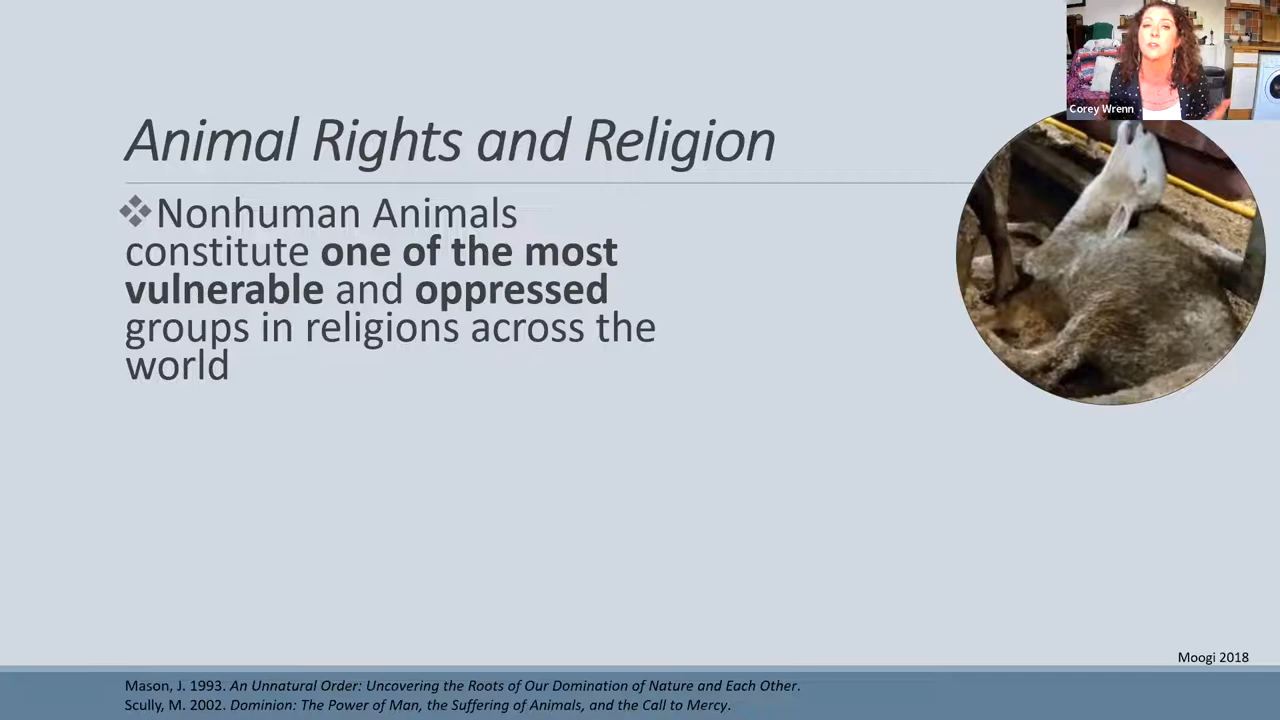 Corey Wrenn
Animal Rights and Religion
❖Nonhuman Animals
constitute one of the most
vulnerable and oppressed
groups in religions across the
world
Moogi 2018
Mason, J. 1993. An Unnatural Order: Uncovering the Roots of Our Domination of Nature and Each Other.
Scully, M. 2002. Dominion: The Power of Man, the Suffering of Animals, and the Call to Mercy.